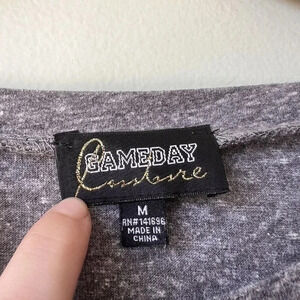 GAMEDAY
Couture
M
RN#141696
MADE IN
CHINA